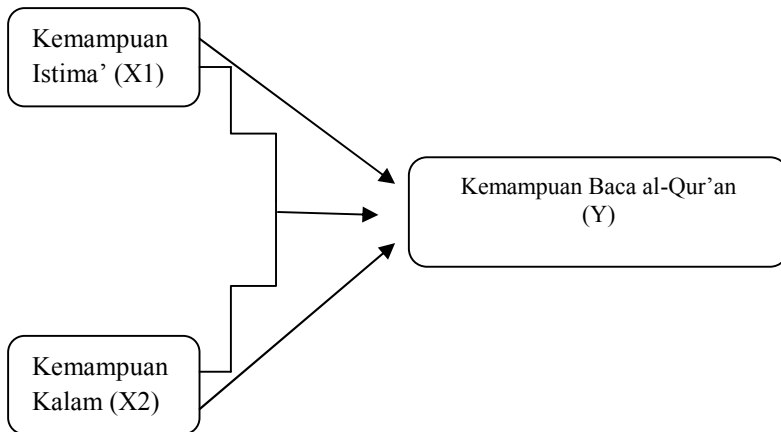 Kemampuan
Istima’ (X1)
Kemampuan Baca al-Qur’an
(Y)
Kemampuan
Kalam (X2)